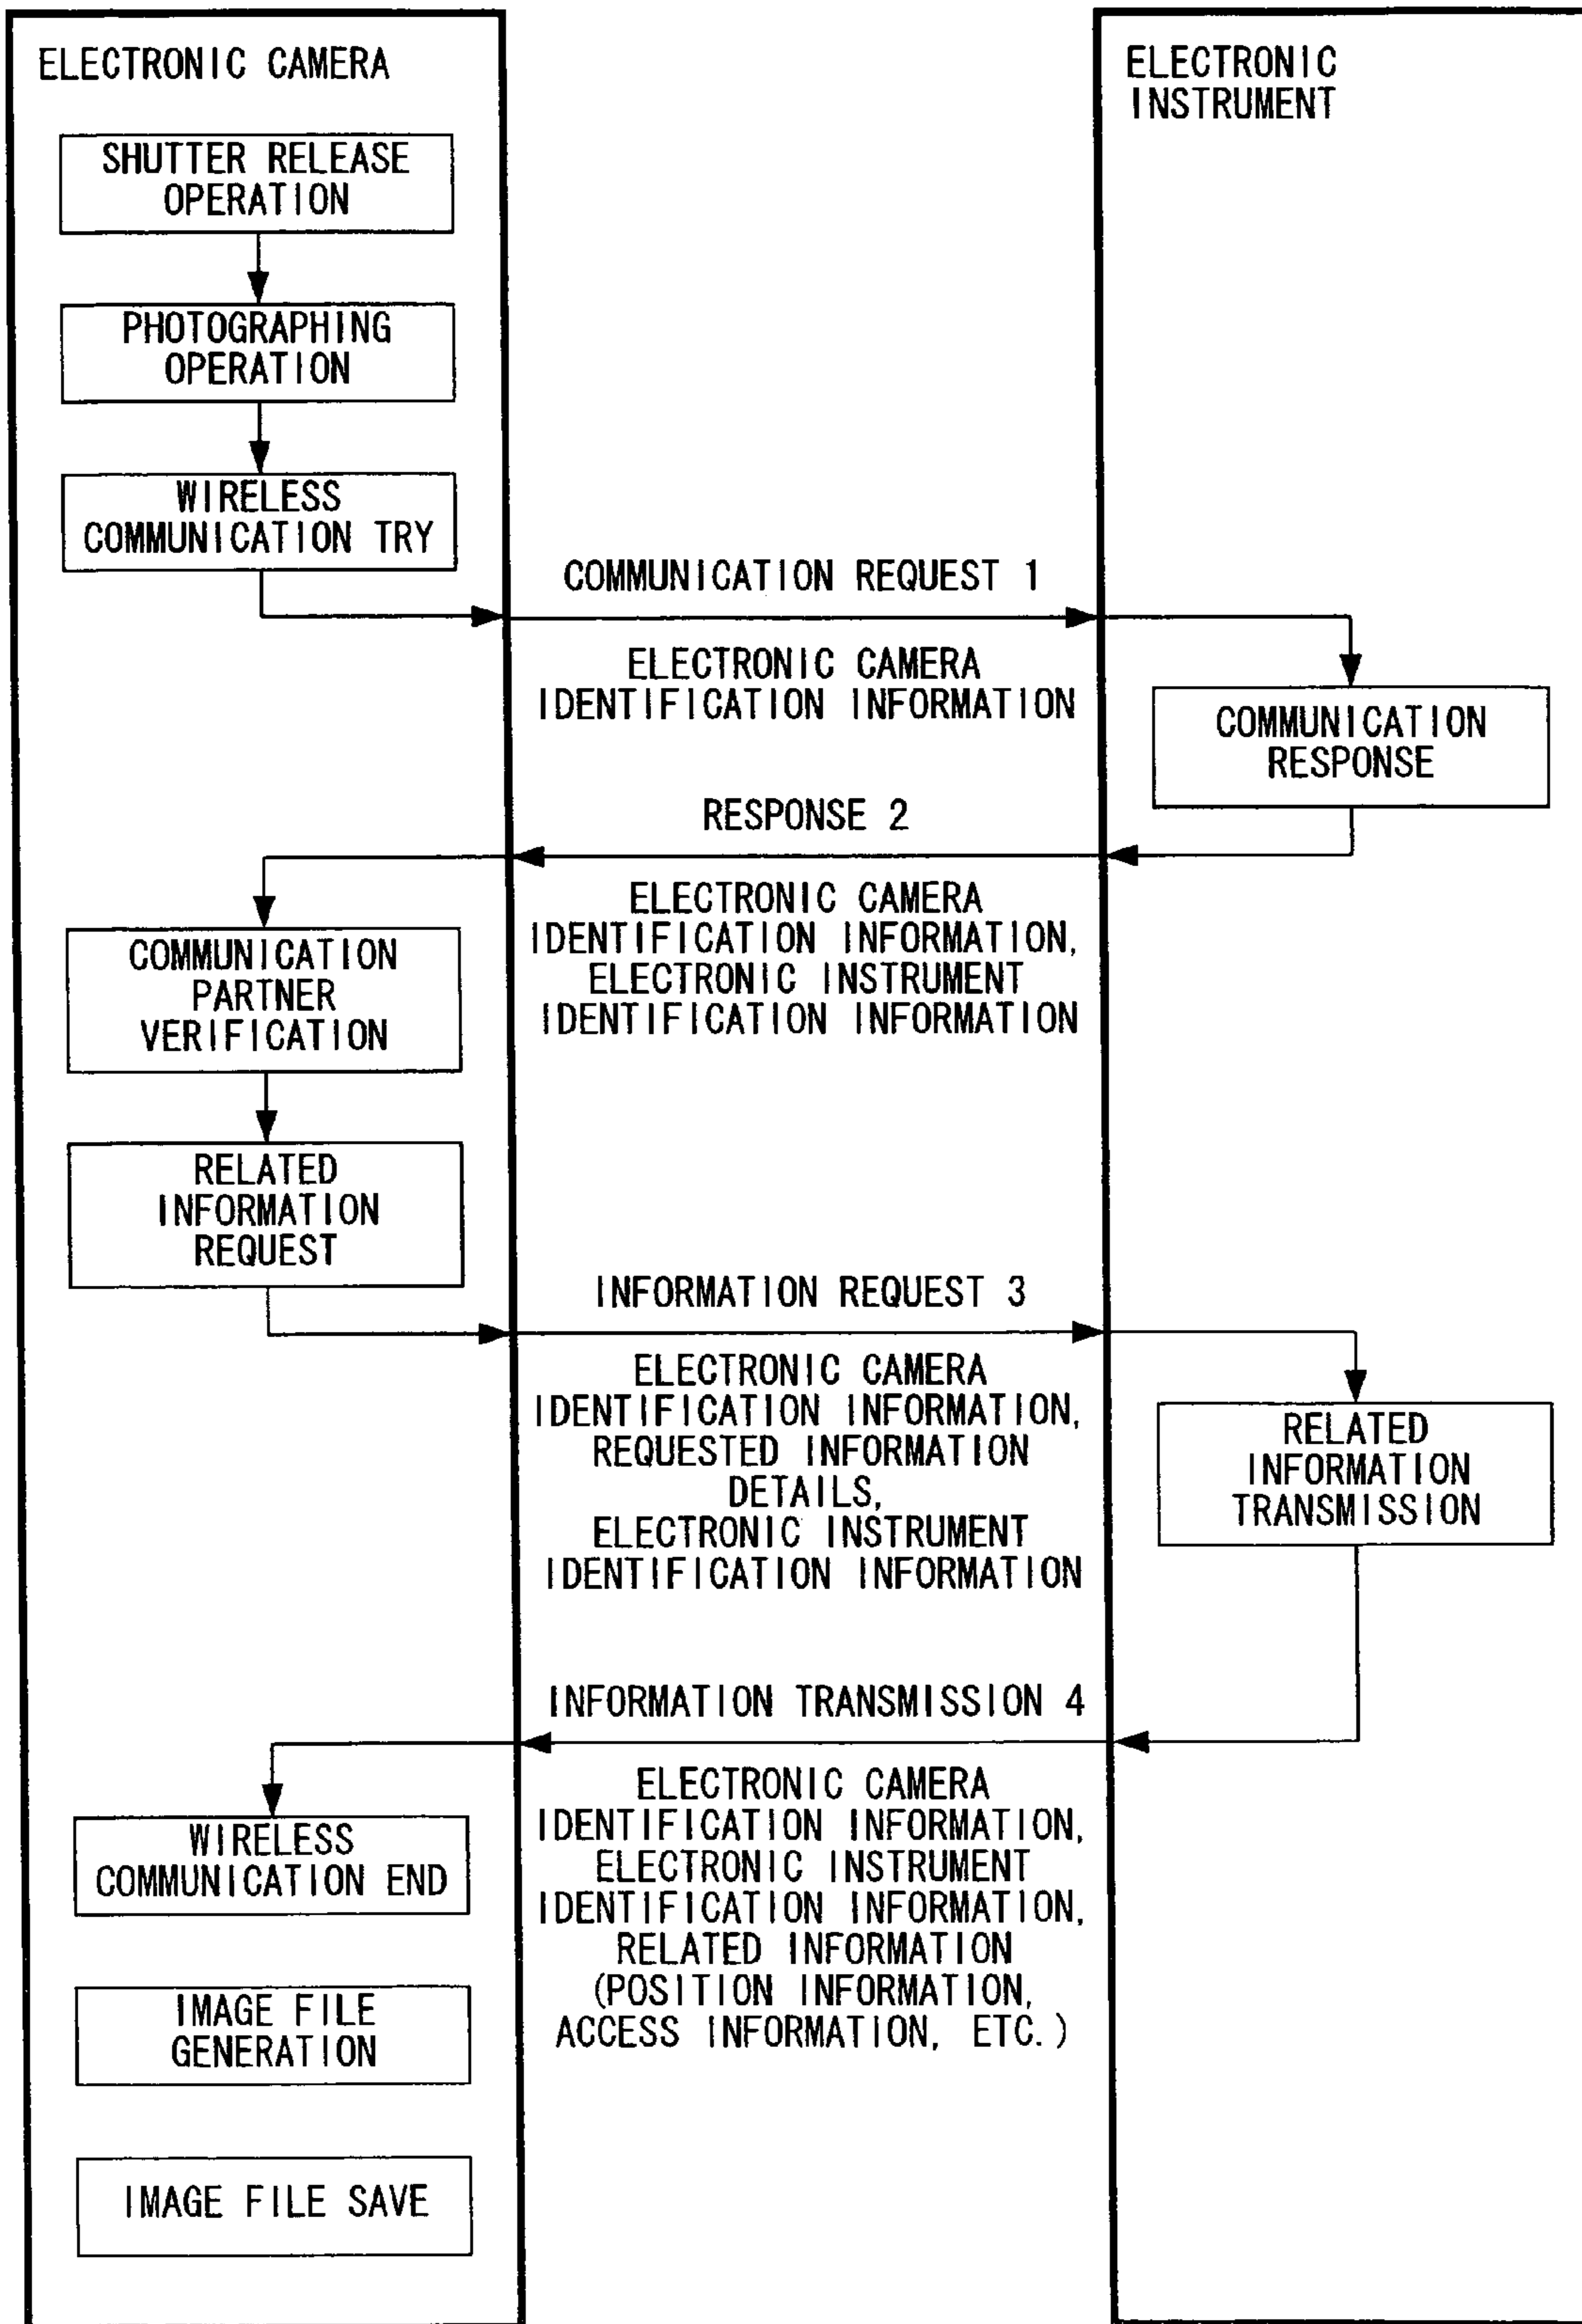 ELECTRONIC CAMERA
ELECTRONIC
INSTRUMENT
SHUTTER RELEASE
OPERATION
PHOTOGRAPHING
OPERATION
WIRELESS
COMMUNICATION TRY
COMMUNICATION REQUEST 1
ELECTRONIC CAMERA
IDENTIFICATION INFORMATION
COMMUNICATION
RESPONSE
RESPONSE 2
ELECTRONIC CAMERA
IDENTIFICATION INFORMATION,
ELECTRONIC INSTRUMENT
IDENTIFICATION INFORMATION
COMMUNICATION
PARTNER
VERIFICATION
RELATED
INFORMATION
REQUEST
INFORMATION REQUEST 3
ELECTRONIC CAMERA
IDENTIFICATION INFORMATION,
REQUESTED INFORMATION
DETAILS,
ELECTRONIC INSTRUMENT
IDENTIFICATION INFORMATION
RELATED
INFORMATION
TRANSMISSION
INFORMATION TRANSMISSION 4
ELECTRONIC CAMERA
IDENTIFICATION INFORMATION,
ELECTRONIC INSTRUMENT
IDENTIFICATION INFORMATION,
RELATED INFORMATION
(POSITION INFORMATION,
ACCESS INFORMATION, ETC.)
WIRELESS
COMMUNICATION END
IMAGE FILE
GENERATION
IMAGE FILE SAVE